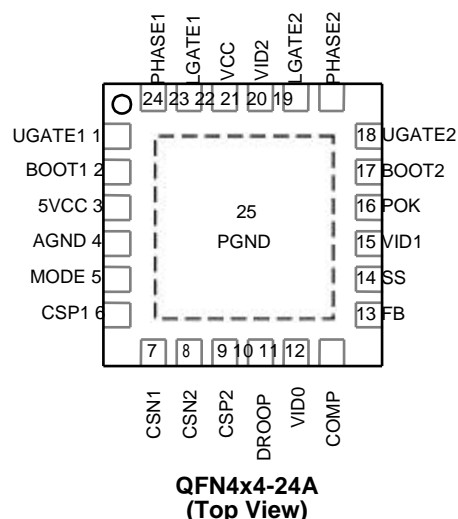 PHASE1
LGATE1
VCC
VID2
LGATE2
PHASE2
24 23 22 21 20 19
UGATE1 1
BOOT1 2
5VCC 3
AGND 4
MODE 5
CSP1 6
25
PGND
18 UGATE2
17 BOOT2
16 POK
15 VID1
14 SS
13 FB
7 8 9 10 11 12
CSN1
CSN2
CSP2
DROOP
VID0
COMP
QFN4x4-24A
(Top View)